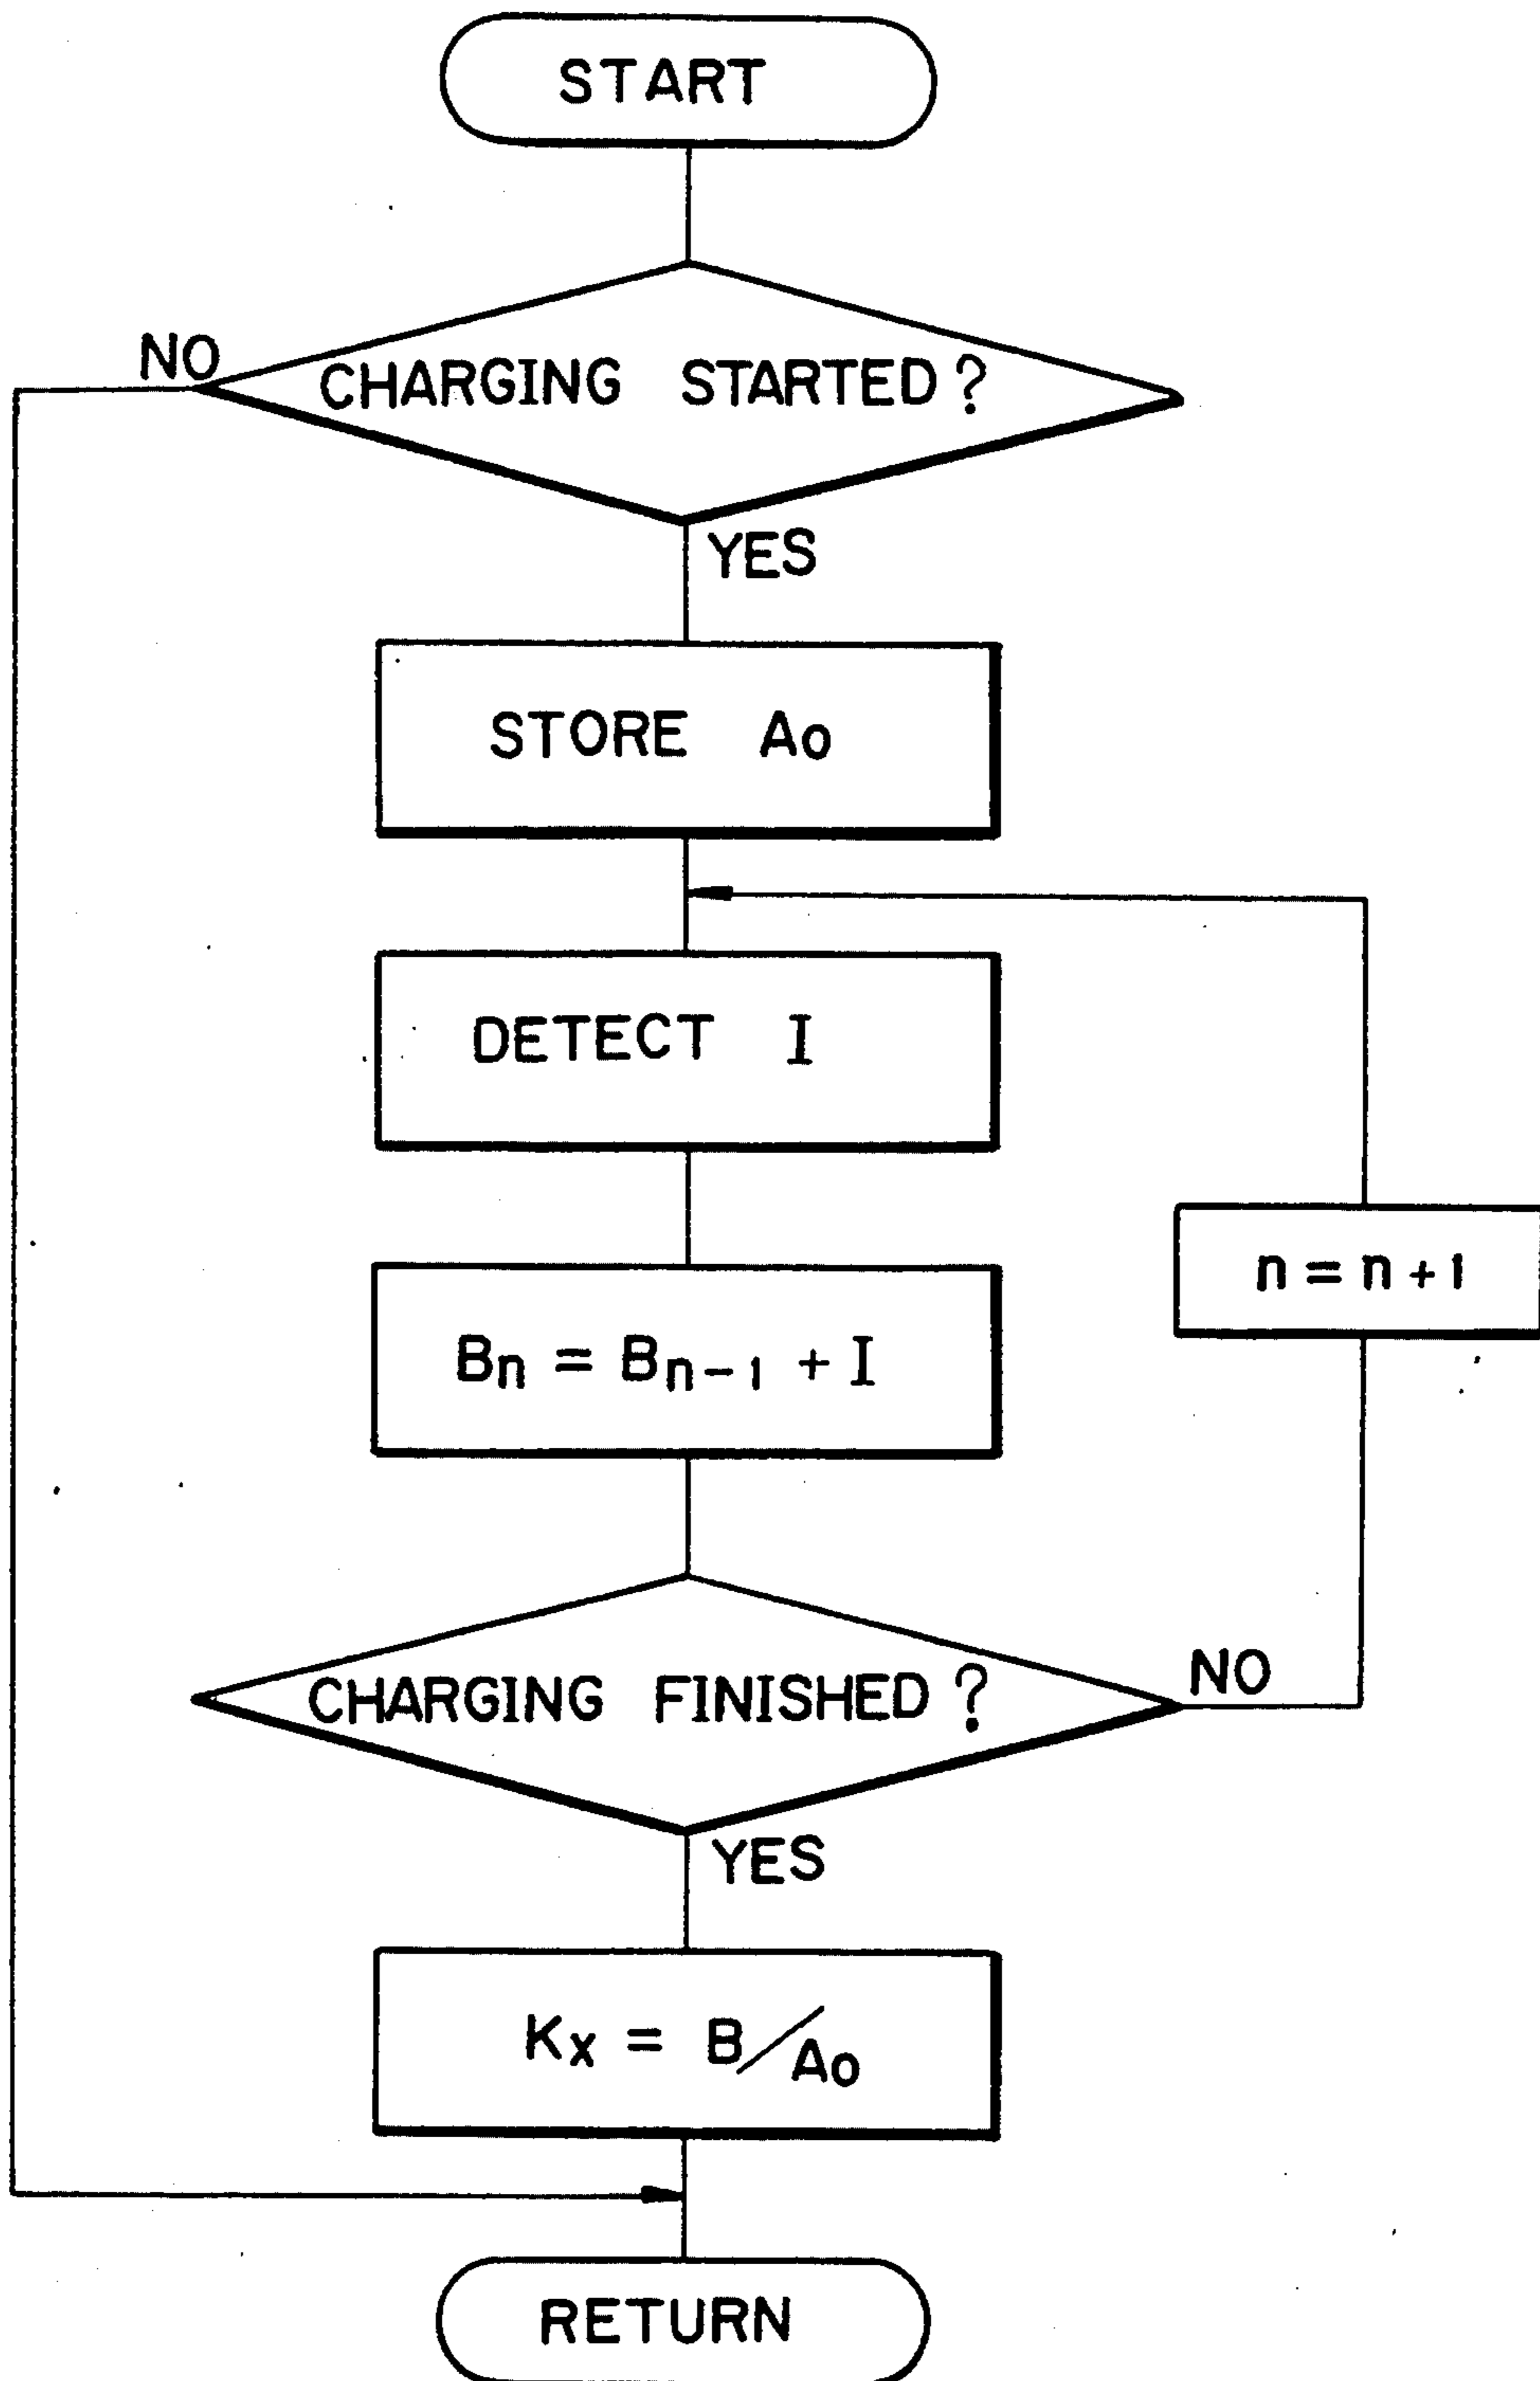 START
NO
CHARGING STARTED?
YES
STORE Ao
DETECT I
n = n + 1
Bn = Bn-1 + I
CHARGING FINISHED?
NO
YES
Kx = B/Ao
RETURN